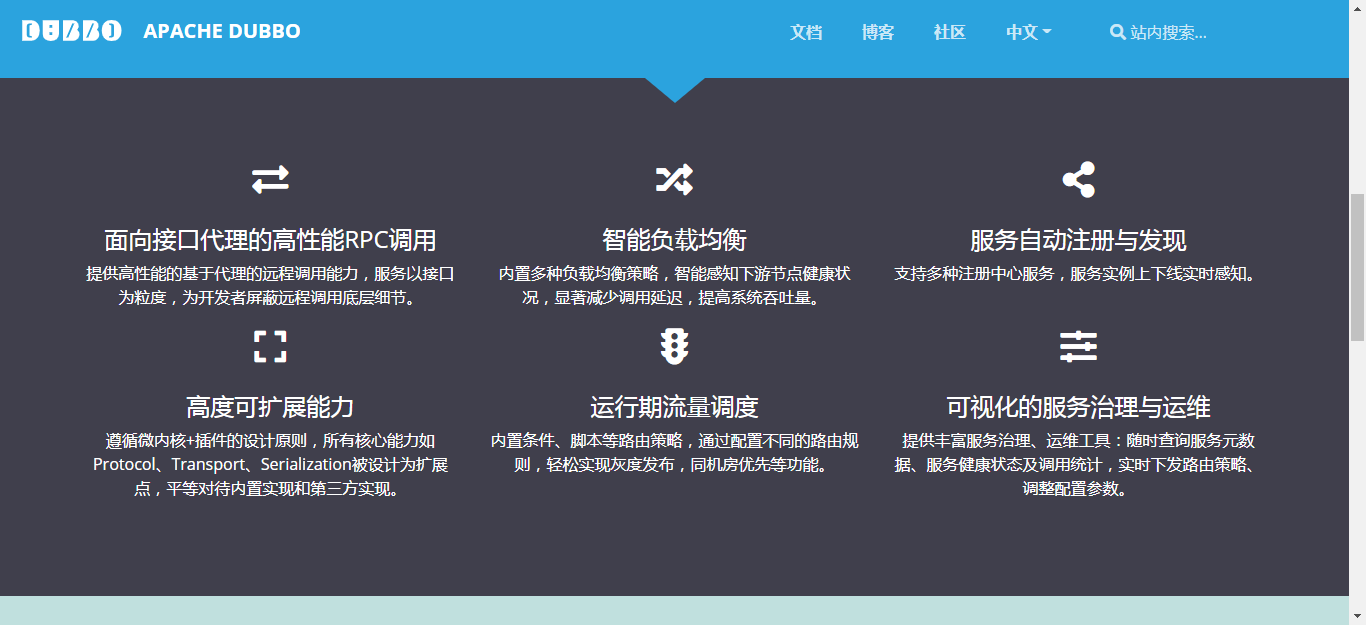 DUBBO APACHE DUBBO 文档 博客 社区 中文 站内搜索...
面向接口代理的高性能RPC调用
提供高性能的基于代理的远程调用能力，服务以接口
为粒度，为开发者屏蔽远程调用底层细节。
智能负载均衡
内置多种负载均衡策略，智能感知下游节点健康状
况，显著减少调用延迟，提高系统吞吐量。
服务自动注册与发现
支持多种注册中心服务，服务实例上下线实时感知。
高度可扩展能力
遵循微内核+插件的设计原则，所有核心能力如
Protocol、Transport、Serialization被设计为扩展
点，平等对待内置实现和第三方实现。
运行期流量调度
内置条件、脚本等路由策略，通过配置不同的路由规
则，轻松实现灰度发布，同机房优先等功能。
可视化的服务治理与运维
提供丰富服务治理、运维工具：随时查询服务元数
据、服务健康状态及调用统计，实时下发路由策略、
调整配置参数。